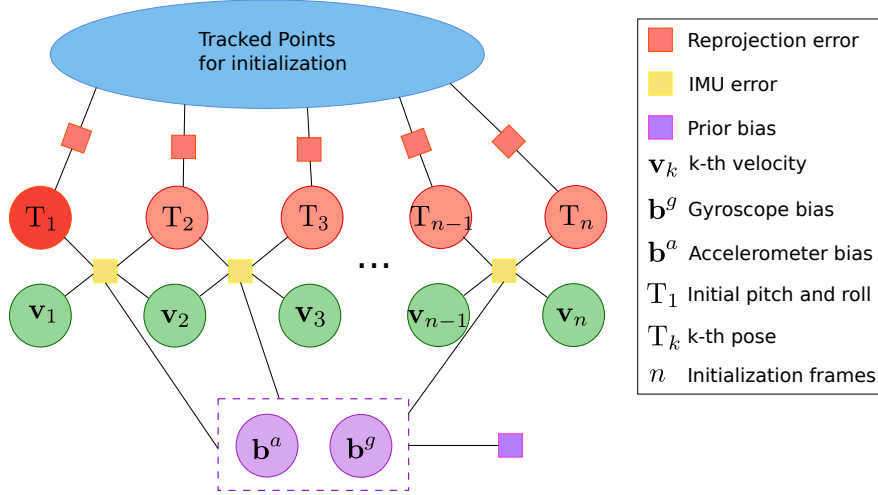 Tracked Points
for initialization
T₁ T₂ T₃ Tₙ₋₁ Tₙ
...
v₁ v₂ v₃ vₙ₋₁ vₙ
bᵃ bᵍ
Reprojection error
IMU error
Prior bias
vₖ k-th velocity
bᵍ Gyroscope bias
bᵃ Accelerometer bias
T₁ Initial pitch and roll
Tₖ k-th pose
n Initialization frames